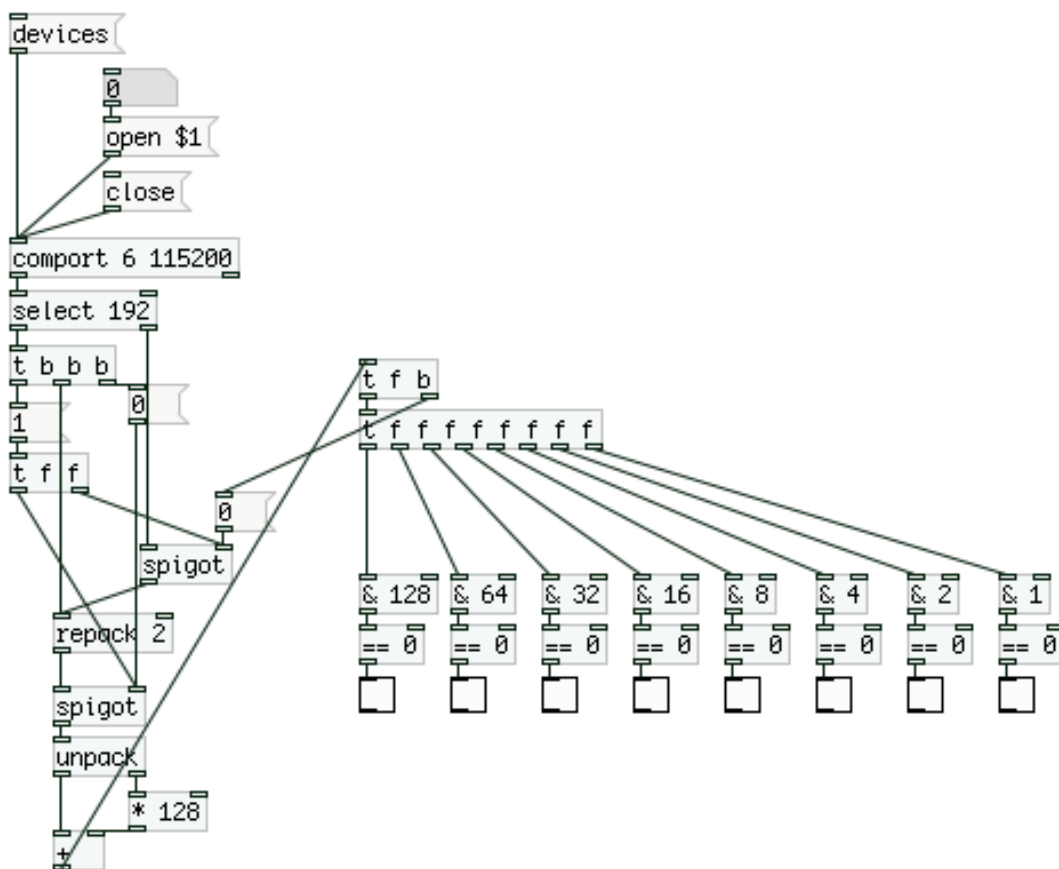 devices
0
open $1
close
comport 6 115200
select 192
t b b b
0
1
t f f
0
spigot
repack 2
spigot
unpack
* 128
+
t f b
t f f f f f f f f
& 128
& 64
& 32
& 16
& 8
& 4
& 2
& 1
== 0
== 0
== 0
== 0
== 0
== 0
== 0
== 0